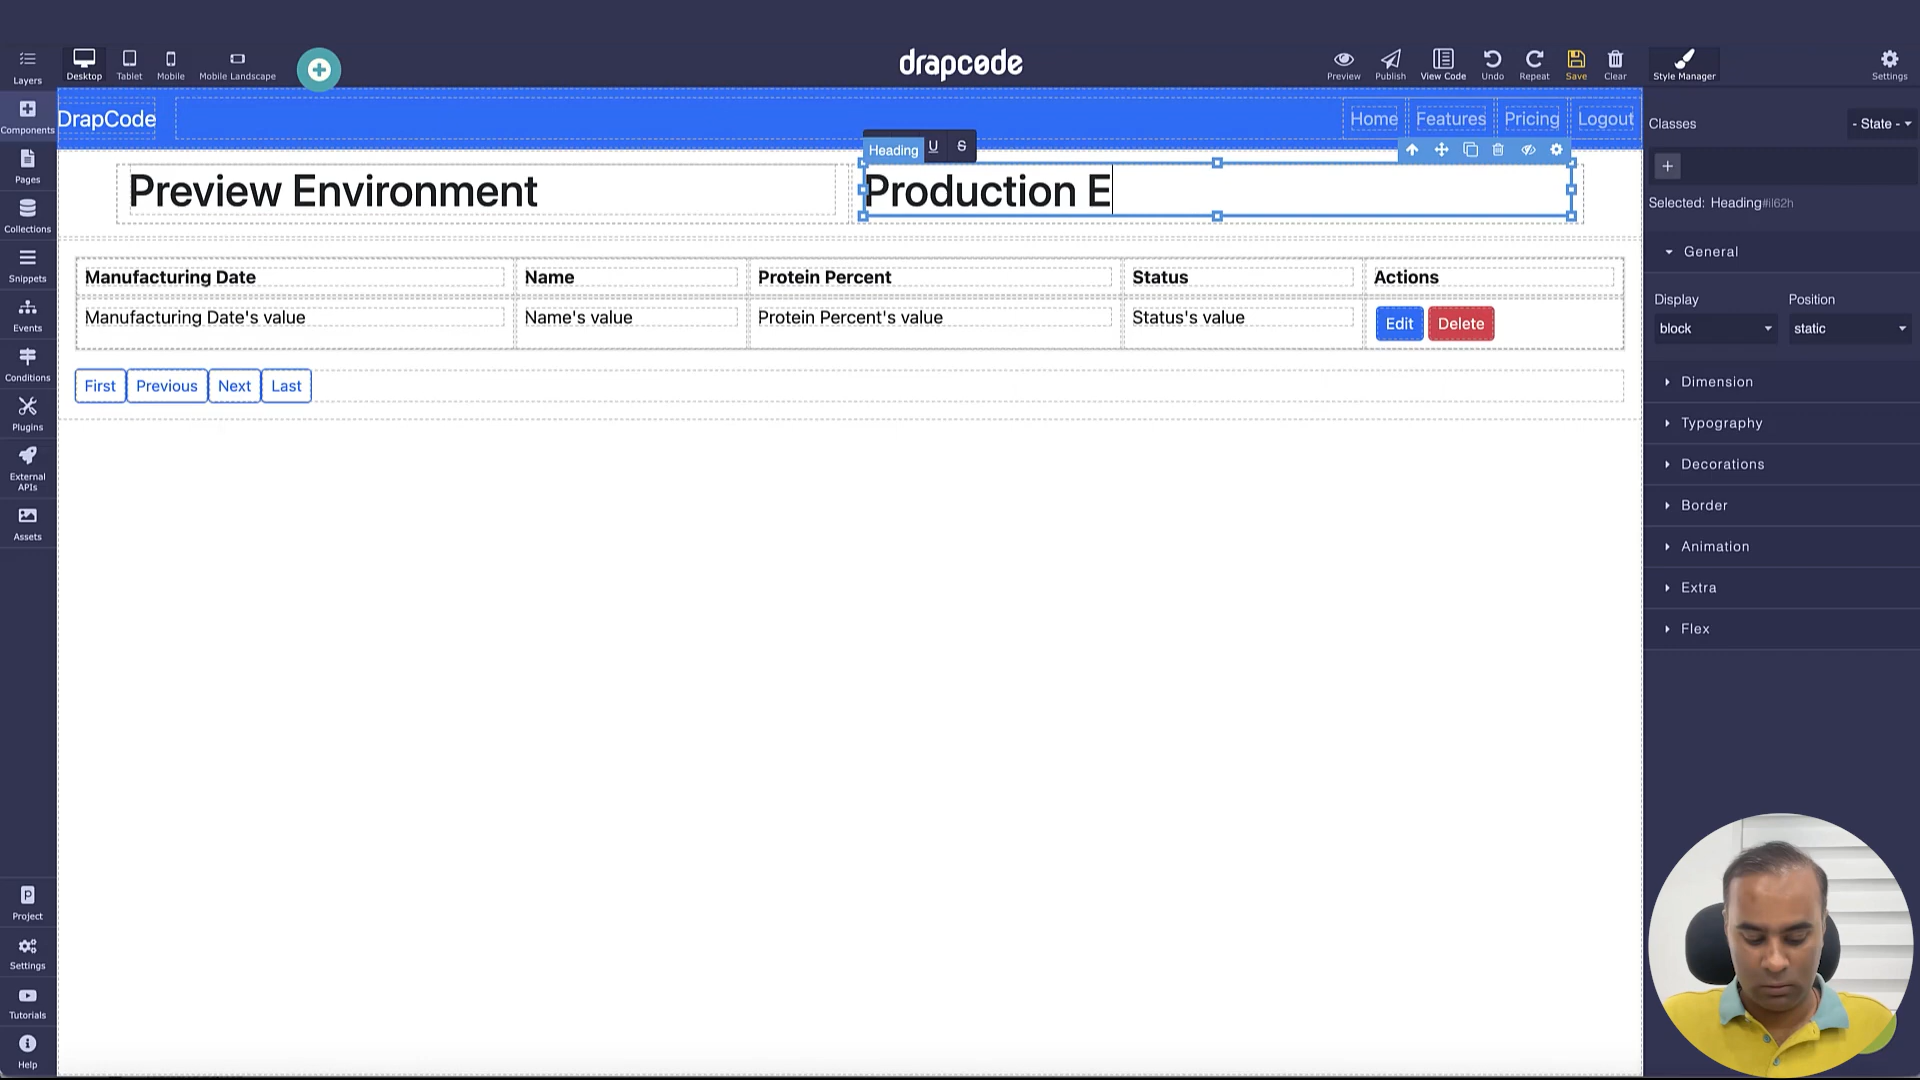 Layers
Desktop
Tablet
Mobile
Mobile Landscape
drapcode
Preview
Publish
View Code
Undo
Repeat
Save
Clear
Style Manager
Settings
Components
Pages
Collections
Snippets
Events
Conditions
Plugins
External
APIs
Assets
Project
Settings
Tutorials
Help
DrapCode
Home
Features
Pricing
Logout
Heading U S
Preview Environment
Production E
Manufacturing Date Name Protein Percent Status Actions
Manufacturing Date's value Name's value Protein Percent's value Status's value Edit Delete
First Previous Next Last
Classes
- State -
Selected: Heading#il62h
General
Display Position
block static
Dimension
Typography
Decorations
Border
Animation
Extra
Flex